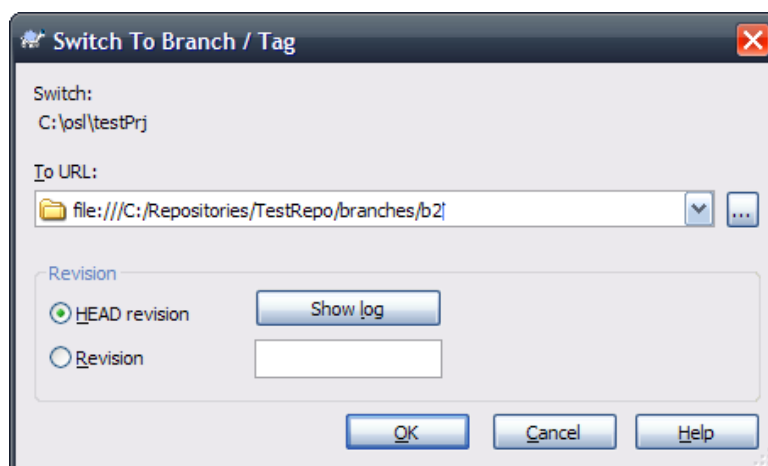 Switch To Branch / Tag
Switch:
C:\osl\testPrj
To URL:
file:///C:/Repositories/TestRepo/branches/b2
...
Revision
HEAD revision
Show log
Revision
OK Cancel Help